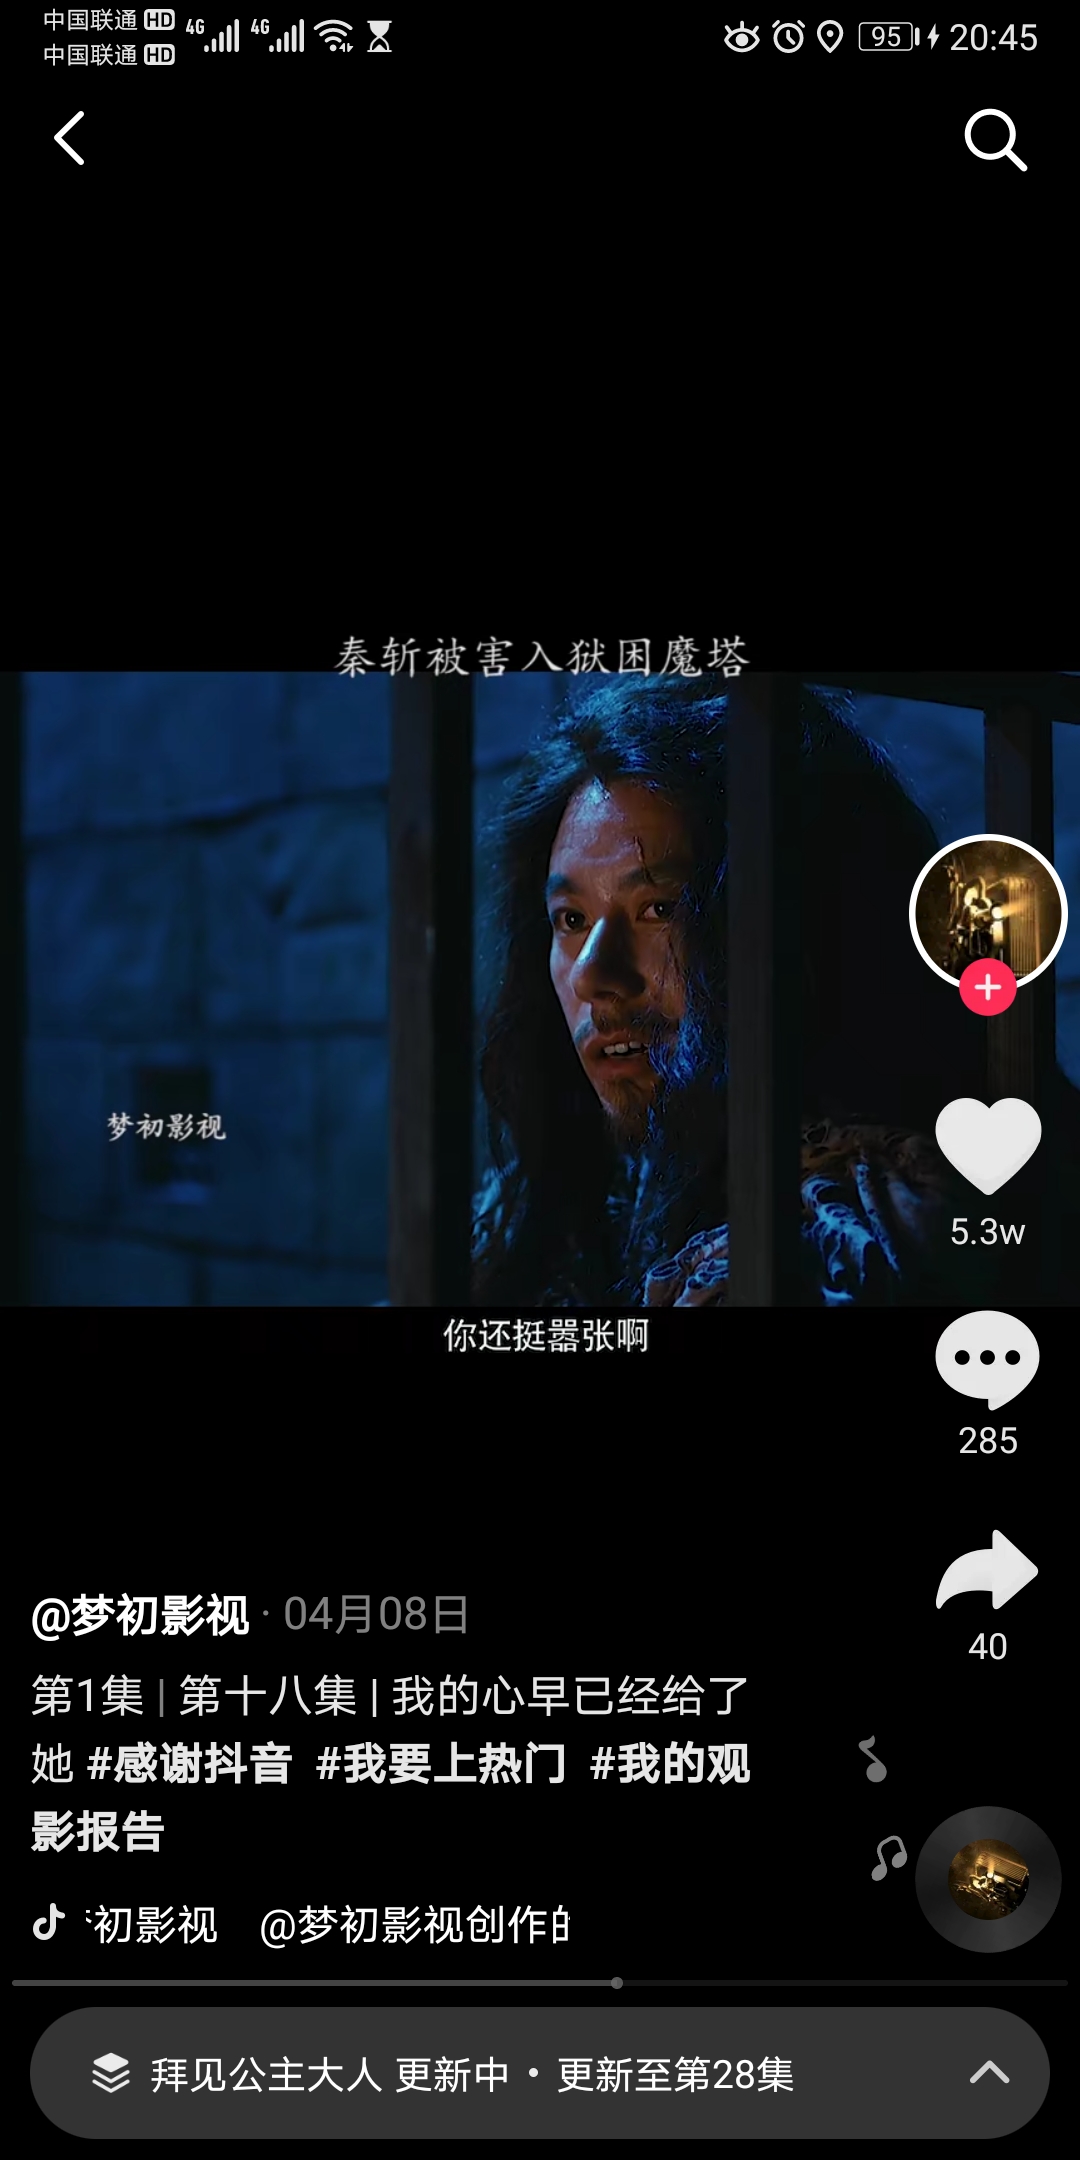 中国联通 HD 4G 4G 95 20:45
中国联通 HD
秦斩被害入狱困魔塔
梦初影视
5.3w
你还挺嚣张啊
285
40
@梦初影视 · 04月08日
第1集 | 第十八集 | 我的心早已经给了
她 #感谢抖音 #我要上热门 #我的观
影报告
初影视 @梦初影视创作的
拜见公主大人 更新中 · 更新至第28集